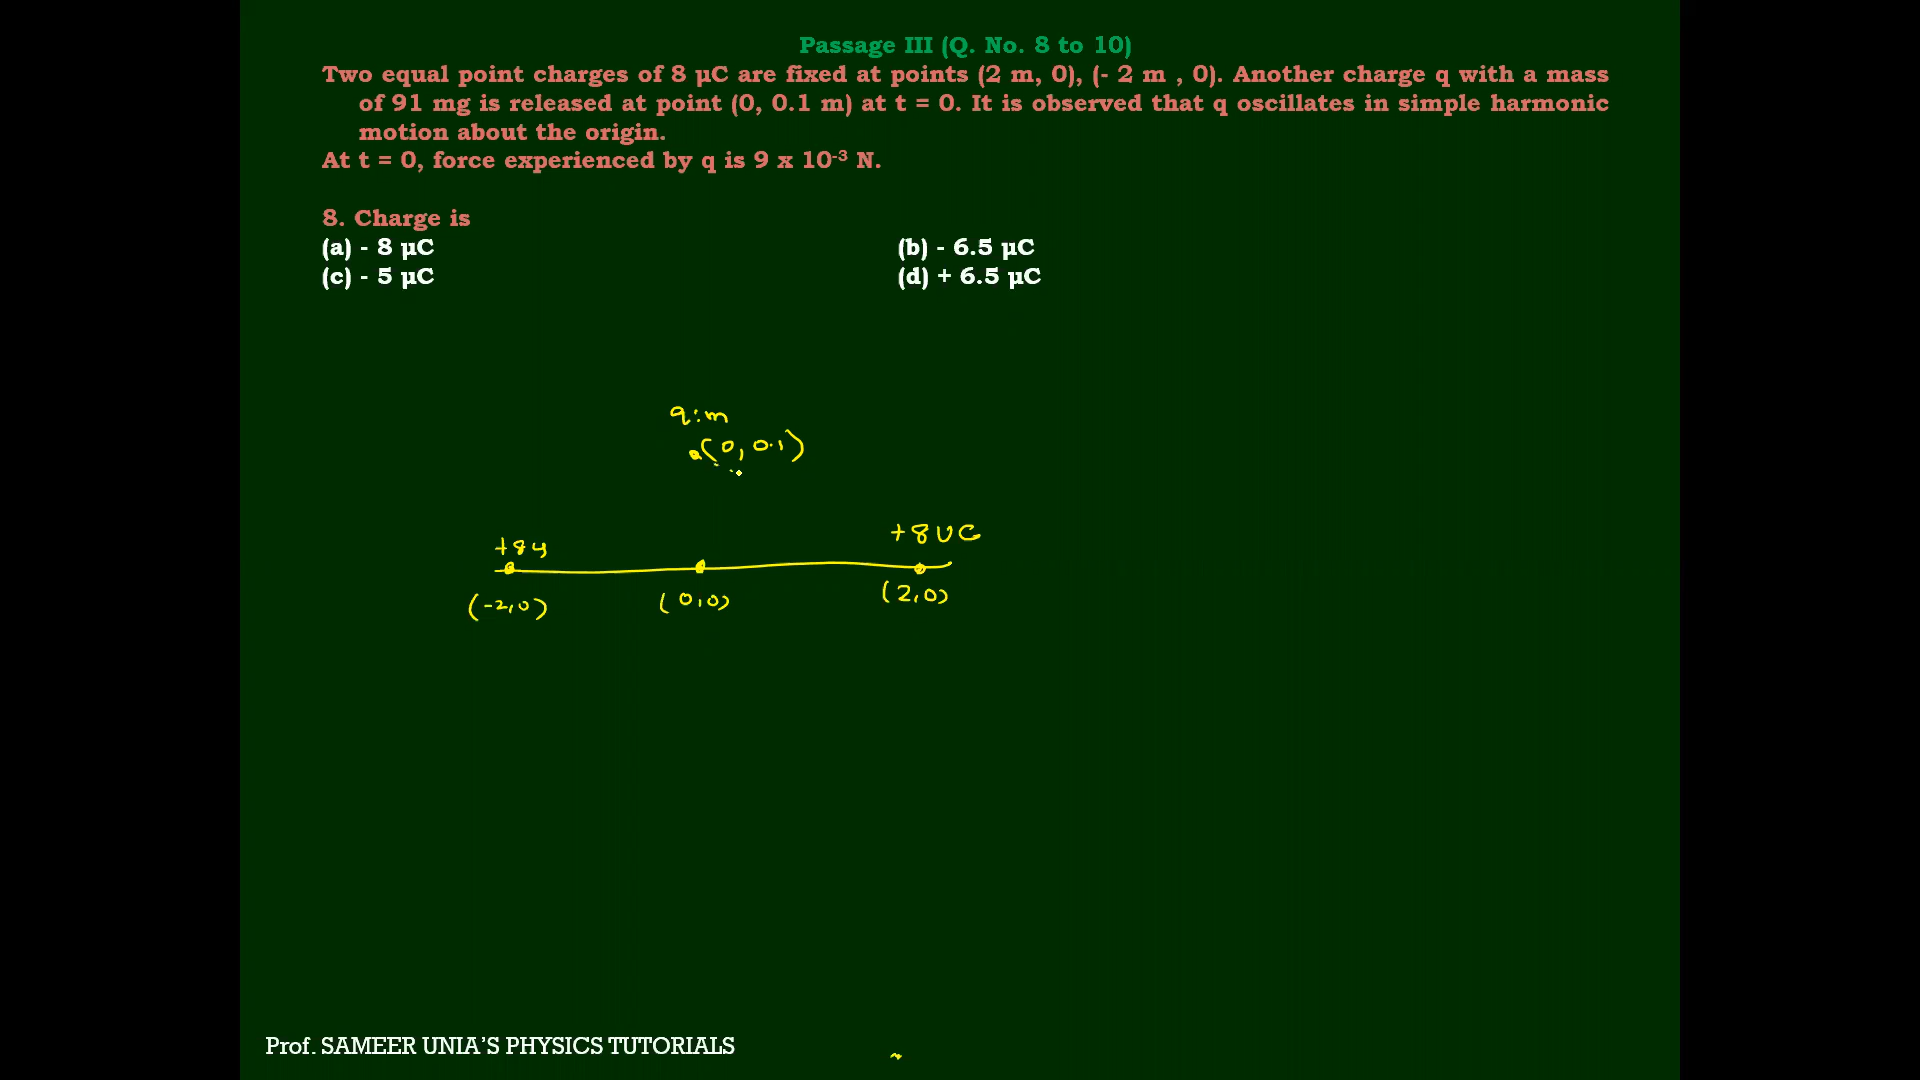 Passage III (Q. No. 8 to 10)
Two equal point charges of 8 µC are fixed at points (2 m, 0), (- 2 m , 0). Another charge q with a mass
of 91 mg is released at point (0, 0.1 m) at t = 0. It is observed that q oscillates in simple harmonic
motion about the origin.
At t = 0, force experienced by q is 9 x 10⁻³ N.
8. Charge is
(a) - 8 µC (b) - 6.5 µC
(c) - 5 µC (d) + 6.5 µC
q:m
(0, 0.1)
+8µC
+8µ
(-2,0) (0,0) (2,0)
Prof. SAMEER UNIA'S PHYSICS TUTORIALS